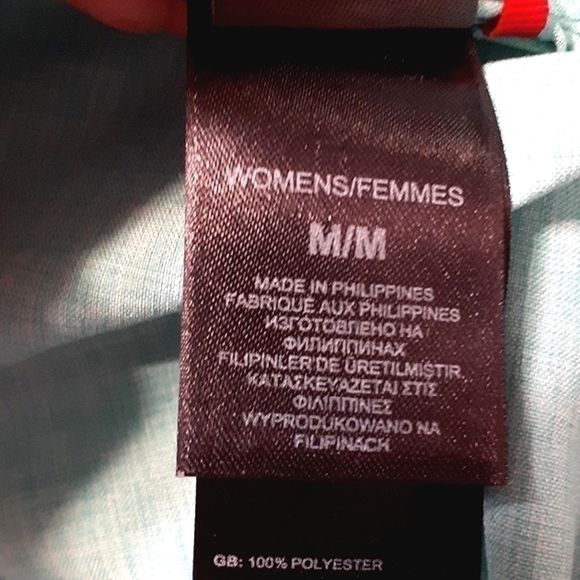 WOMENS/FEMMES
M/M
MADE IN PHILIPPINES
FABRIQUÉ AUX PHILIPPINES
ИЗГОТОВЛЕНО НА
ФИЛИППИНАХ
FILIPINLER'DE ÜRETILMISTIR
ΚΑΤΑΣΚΕΥΑΖΕΤΑΙ ΣΤΙΣ
ΦΙΛΙΠΠΙΝΕΣ
WYPRODUKOWANO NA
FILIPINACH
GB: 100% POLYESTER